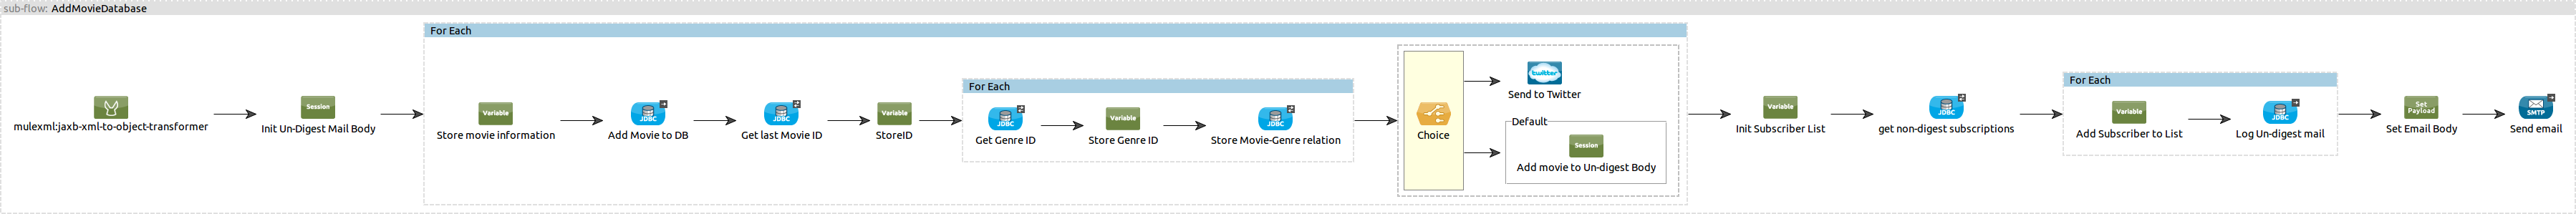 sub-flow: AddMovieDatabase
mulexml:jaxb-xml-to-object-transformer
Session
Init Un-Digest Mail Body
For Each
Variable
Store movie information
JDBC
Add Movie to DB
JDBC
Get last Movie ID
Variable
StoreID
For Each
JDBC
Get Genre ID
Variable
Store Genre ID
JDBC
Store Movie-Genre relation
Choice
twitter
Send to Twitter
Default
Session
Add movie to Un-digest Body
Variable
Init Subscriber List
JDBC
get non-digest subscriptions
For Each
Variable
Add Subscriber to List
JDBC
Log Un-digest mail
Set
Payload
Set Email Body
SMTP
Send email